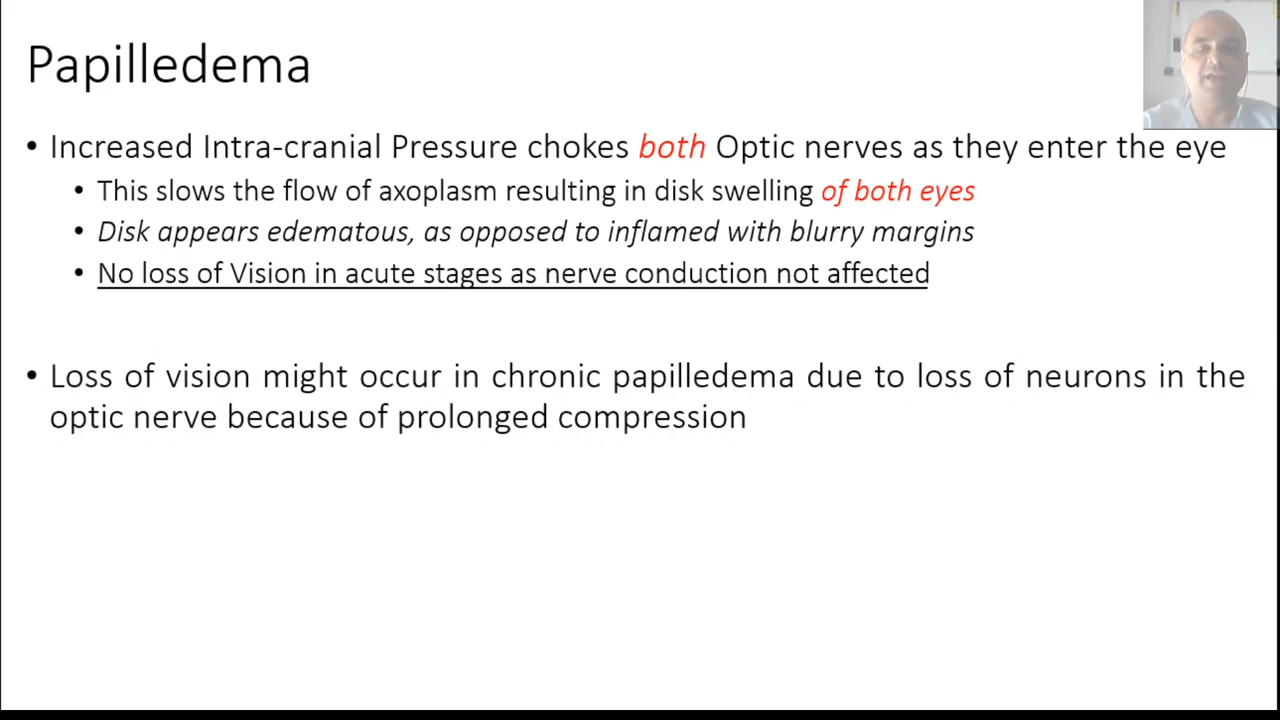 Papilledema
• Increased Intra-cranial Pressure chokes both Optic nerves as they enter the eye
• This slows the flow of axoplasm resulting in disk swelling of both eyes
• Disk appears edematous, as opposed to inflamed with blurry margins
• No loss of Vision in acute stages as nerve conduction not affected
• Loss of vision might occur in chronic papilledema due to loss of neurons in the
optic nerve because of prolonged compression